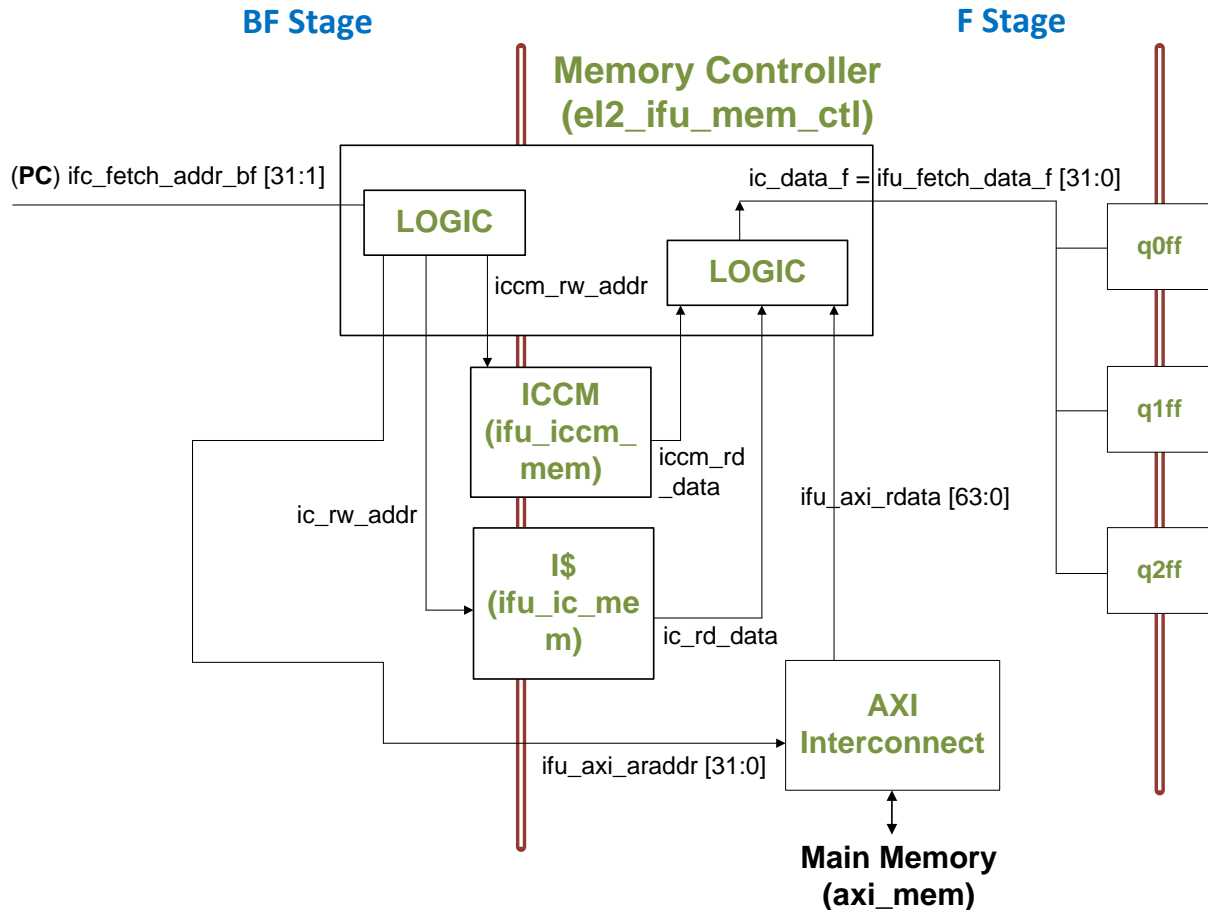 BF Stage
F Stage
Memory Controller
(el2_ifu_mem_ctl)
(PC) ifc_fetch_addr_bf [31:1]
ic_data_f = ifu_fetch_data_f [31:0]
LOGIC
q0ff
LOGIC
iccm_rw_addr
ICCM
(ifu_iccm_
mem)
iccm_rd
_data
q1ff
ifu_axi_rdata [63:0]
ic_rw_addr
I$
(ifu_ic_me
m)
ic_rd_data
q2ff
AXI
Interconnect
ifu_axi_araddr [31:0]
Main Memory
(axi_mem)